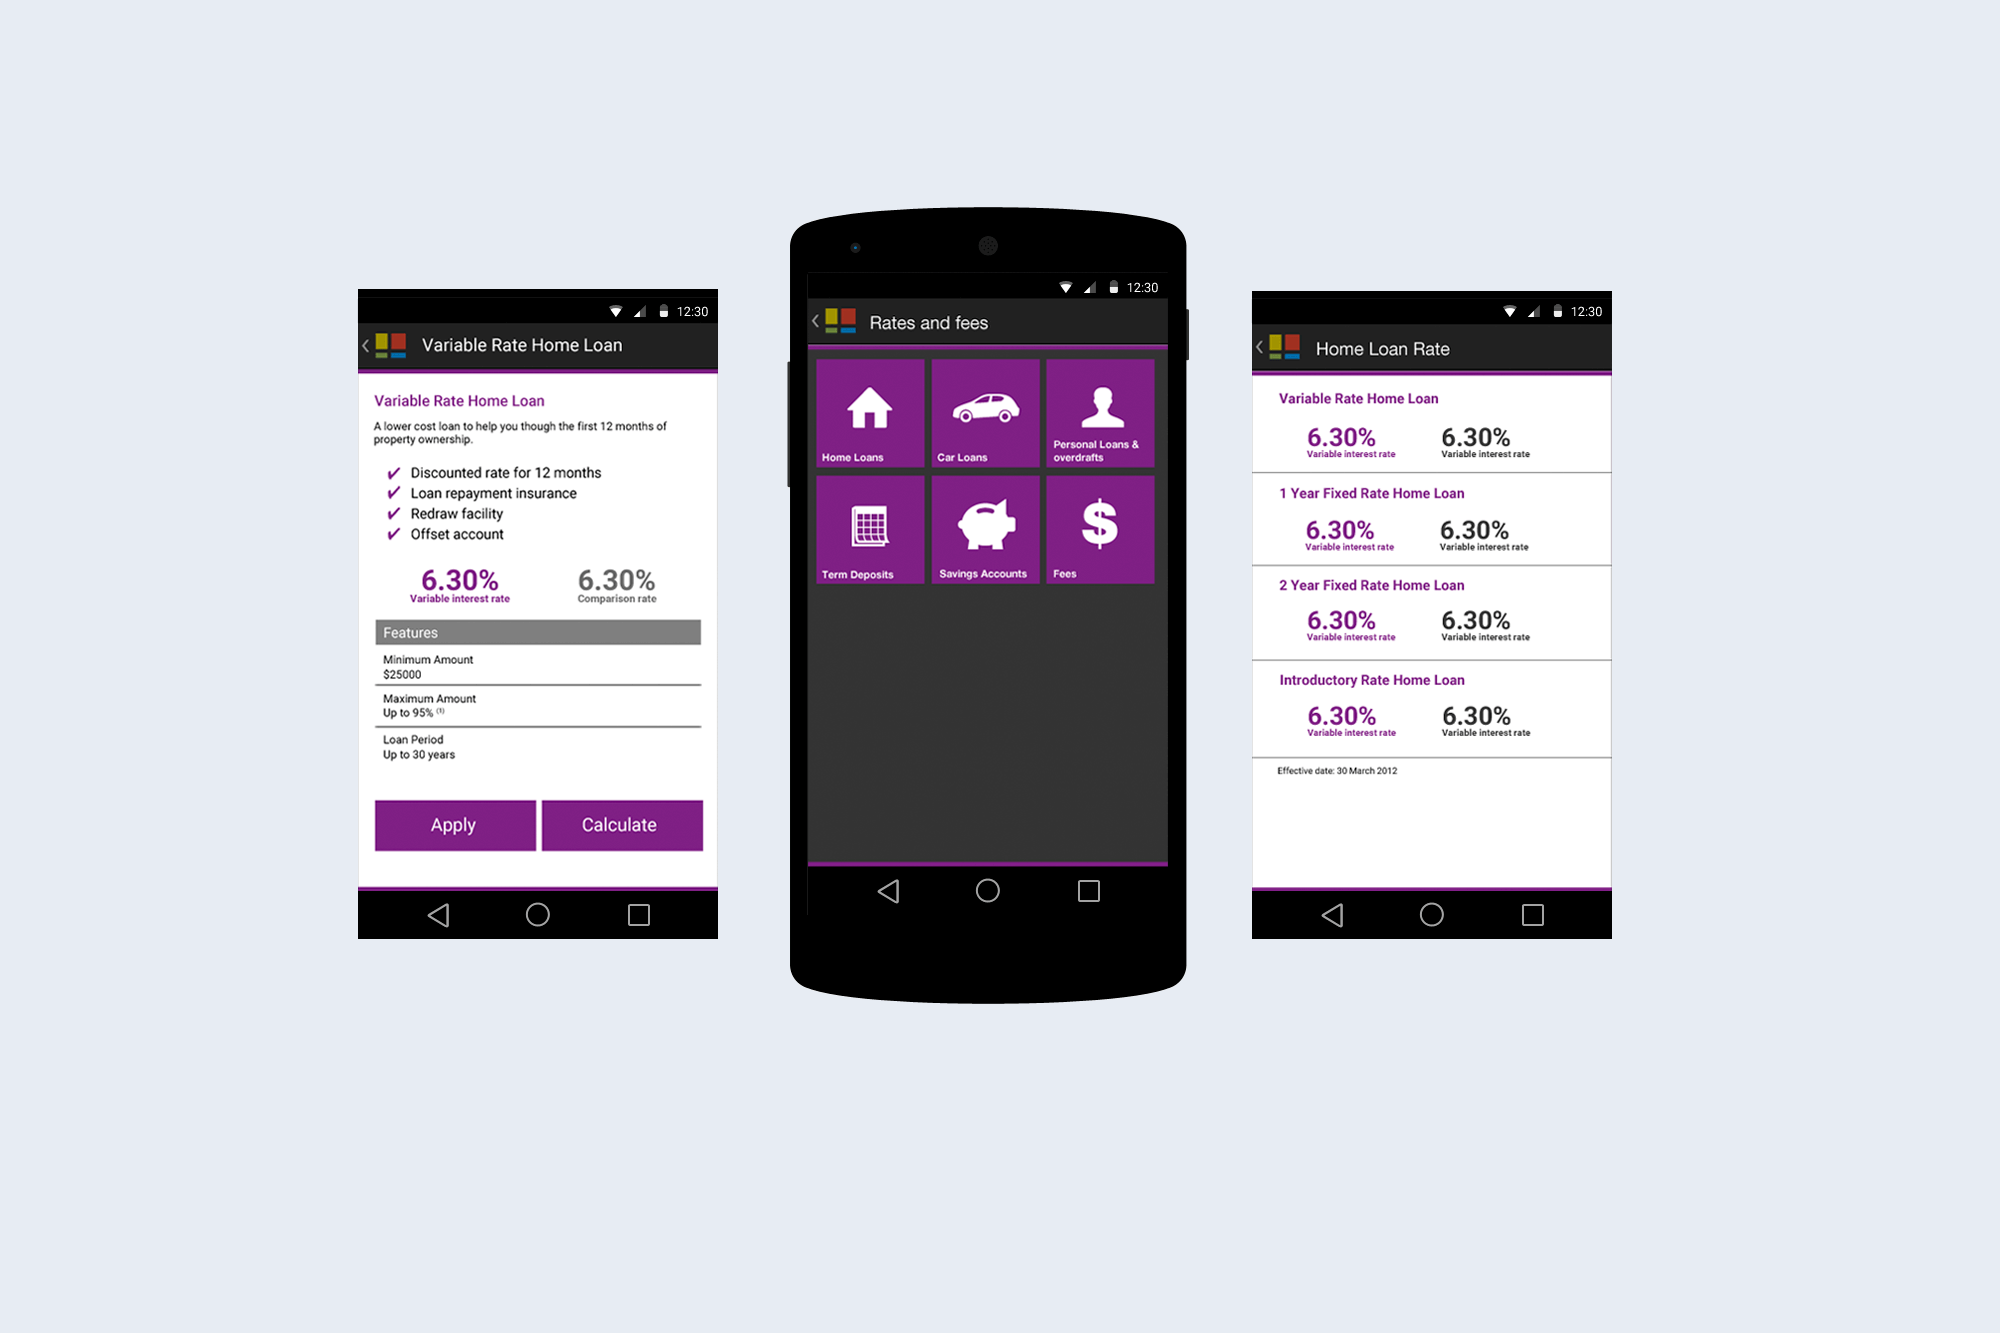 12:30
Variable Rate Home Loan
Variable Rate Home Loan
A lower cost loan to help you though the first 12 months of
property ownership.
Discounted rate for 12 months
Loan repayment insurance
Redraw facility
Offset account
6.30% 6.30%
Variable interest rate Comparison rate
Features
Minimum Amount
$25000
Maximum Amount
Up to 95% (1)
Loan Period
Up to 30 years
Apply Calculate
12:30
Rates and fees
Home Loans
Car Loans
Personal Loans &
overdrafts
Term Deposits
Savings Accounts
Fees
12:30
Home Loan Rate
Variable Rate Home Loan
6.30% 6.30%
Variable interest rate Variable interest rate
1 Year Fixed Rate Home Loan
6.30% 6.30%
Variable interest rate Variable interest rate
2 Year Fixed Rate Home Loan
6.30% 6.30%
Variable interest rate Variable interest rate
Introductory Rate Home Loan
6.30% 6.30%
Variable interest rate Variable interest rate
Effective date: 30 March 2012